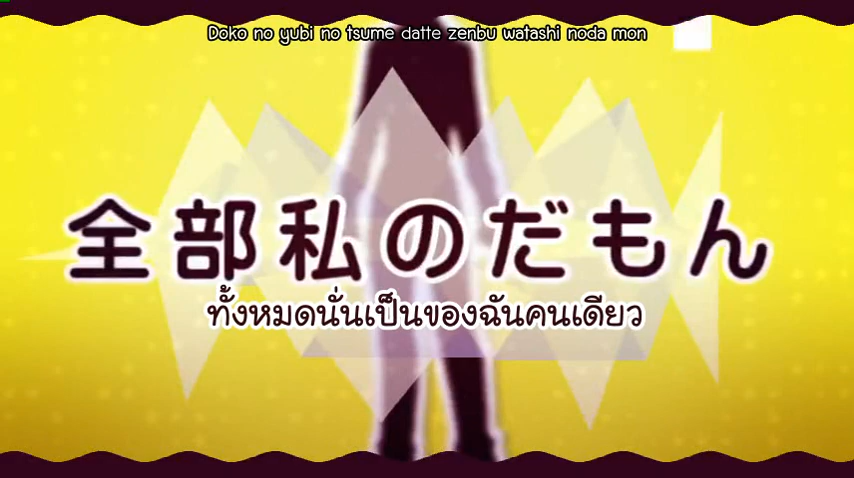 Doko no yubi no tsume datte zenbu watashi noda mon
全部私のだもん
ทั้งหมดนั่นเป็นของฉันคนเดียว